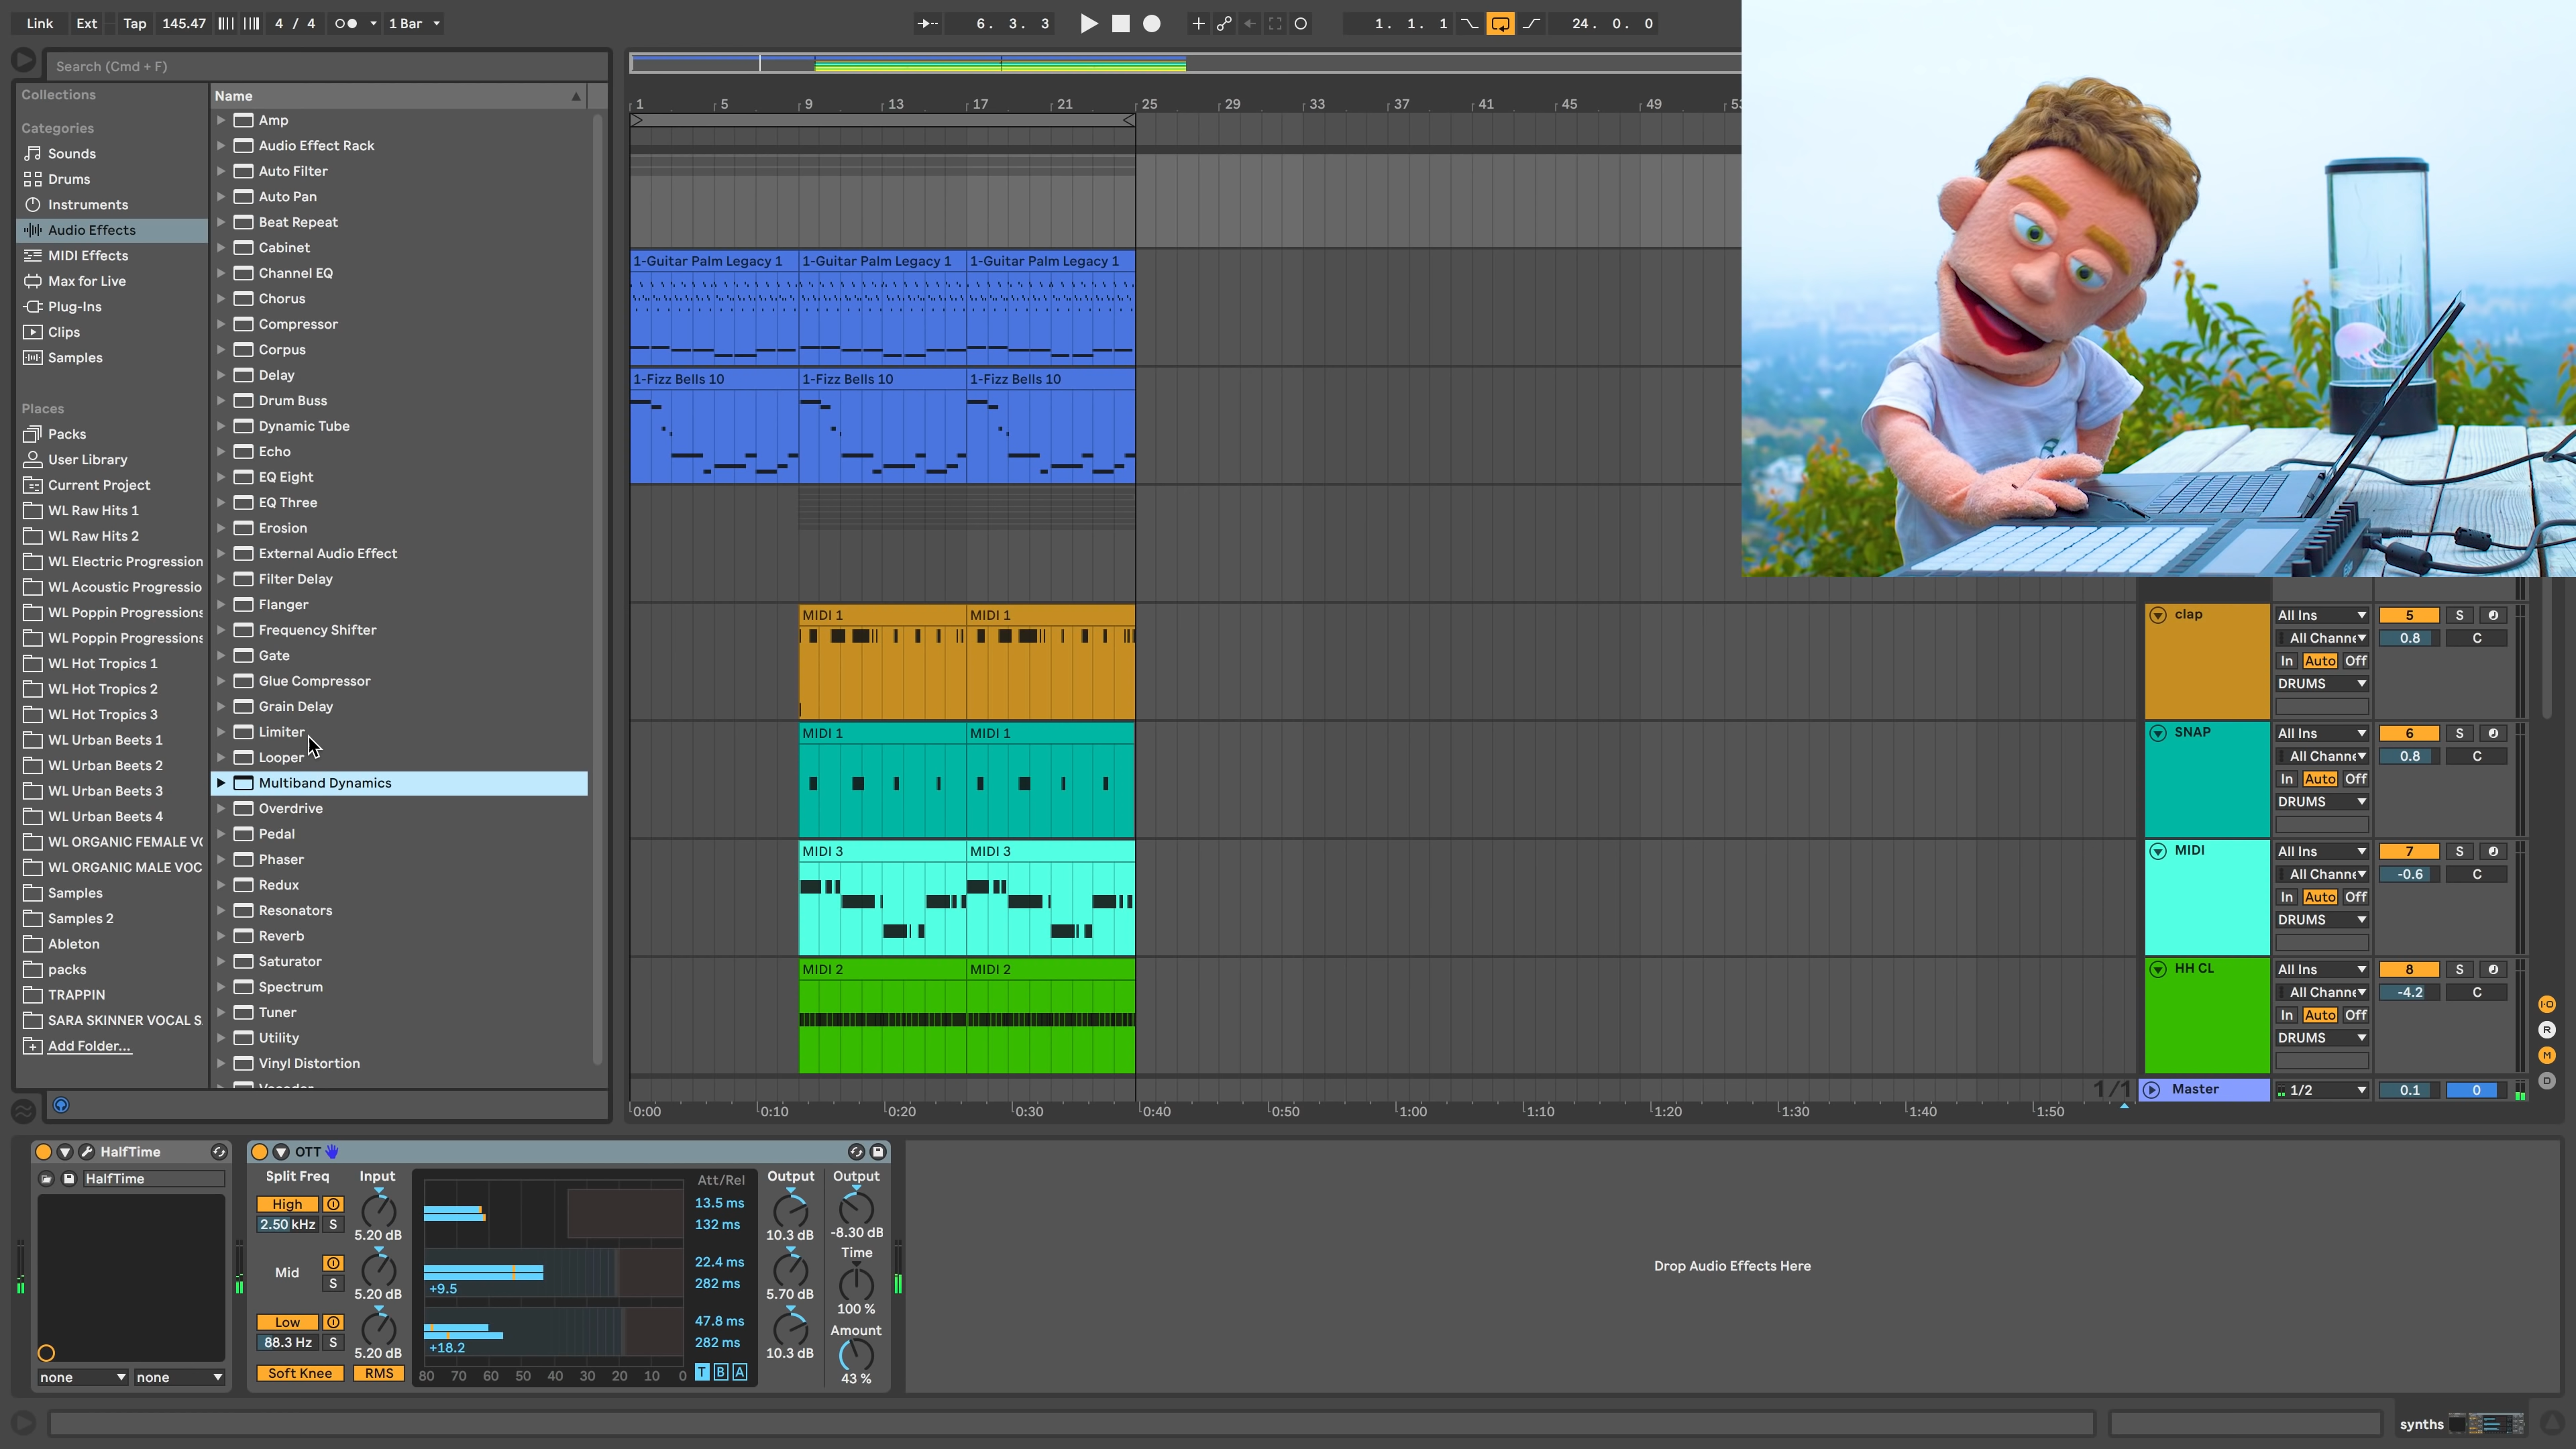 Link Ext Tap 145.47 4 / 4 1 Bar 6. 3. 3 1. 1. 1 24. 0. 0
Search (Cmd + F)
Collections
Categories
Sounds
Drums
Instruments
Audio Effects
MIDI Effects
Max for Live
Plug-Ins
Clips
Samples
Places
Packs
User Library
Current Project
WL Raw Hits 1
WL Raw Hits 2
WL Electric Progression
WL Acoustic Progressio
WL Poppin Progressions
WL Poppin Progressions
WL Hot Tropics 1
WL Hot Tropics 2
WL Hot Tropics 3
WL Urban Beets 1
WL Urban Beets 2
WL Urban Beets 3
WL Urban Beets 4
WL ORGANIC FEMALE VO
WL ORGANIC MALE VOC
Samples
Samples 2
Ableton
packs
TRAPPIN
SARA SKINNER VOCAL S
Add Folder...
Name
Amp
Audio Effect Rack
Auto Filter
Auto Pan
Beat Repeat
Cabinet
Channel EQ
Chorus
Compressor
Corpus
Delay
Drum Buss
Dynamic Tube
Echo
EQ Eight
EQ Three
Erosion
External Audio Effect
Filter Delay
Flanger
Frequency Shifter
Gate
Glue Compressor
Grain Delay
Limiter
Looper
Multiband Dynamics
Overdrive
Pedal
Phaser
Redux
Resonators
Reverb
Saturator
Spectrum
Tuner
Utility
Vinyl Distortion
1 5 9 13 17 21 25 29 33 37 41 45 49 53
1-Guitar Palm Legacy 1 1-Guitar Palm Legacy 1 1-Guitar Palm Legacy 1
1-Fizz Bells 10 1-Fizz Bells 10 1-Fizz Bells 10
MIDI 1 MIDI 1
MIDI 1 MIDI 1
MIDI 3 MIDI 3
MIDI 2 MIDI 2
clap All Ins 5 S
All Channe 0.8 C
In Auto Off
DRUMS
SNAP All Ins 6 S
All Channe 0.8 C
In Auto Off
DRUMS
MIDI All Ins 7 S
All Channe -0.6 C
In Auto Off
DRUMS
HH CL All Ins 8 S
All Channe -4.2 C
In Auto Off
DRUMS
I·O
R
M
D
1/1 Master 1/2 0.1 0
0:00 0:10 0:20 0:30 0:40 0:50 1:00 1:10 1:20 1:30 1:40 1:50
HalfTime
HalfTime
none none
OTT
Split Freq Input Att/Rel Output Output
High 13.5 ms
2.50 kHz S 132 ms
5.20 dB 10.3 dB -8.30 dB
Time
Mid 22.4 ms
S 282 ms
5.20 dB +9.5 5.70 dB 100 %
Low 47.8 ms Amount
88.3 Hz S 282 ms
5.20 dB +18.2 10.3 dB
Soft Knee RMS 80 70 60 50 40 30 20 10 0 T B A 43 %
Drop Audio Effects Here
synths